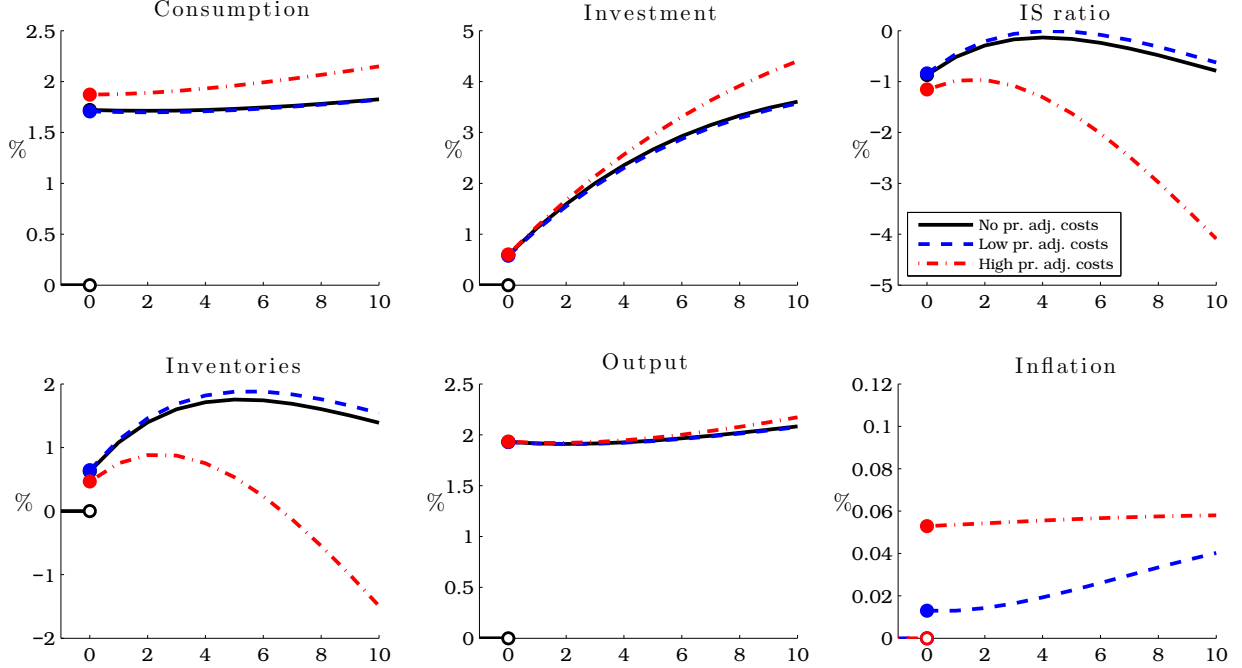 Consumption
2.5
2
1.5
1
0.5
0
%
0 2 4 6 8 10
Investment
5
4
3
2
1
0
%
0 2 4 6 8 10
IS ratio
0
−1
−2
−3
−4
−5
%
0 2 4 6 8 10
No pr. adj. costs
Low pr. adj. costs
High pr. adj. costs
Inventories
2
1
0
−1
−2
%
0 2 4 6 8 10
Output
2.5
2
1.5
1
0.5
0
%
0 2 4 6 8 10
Inflation
0.12
0.1
0.08
0.06
0.04
0.02
0
%
0 2 4 6 8 10